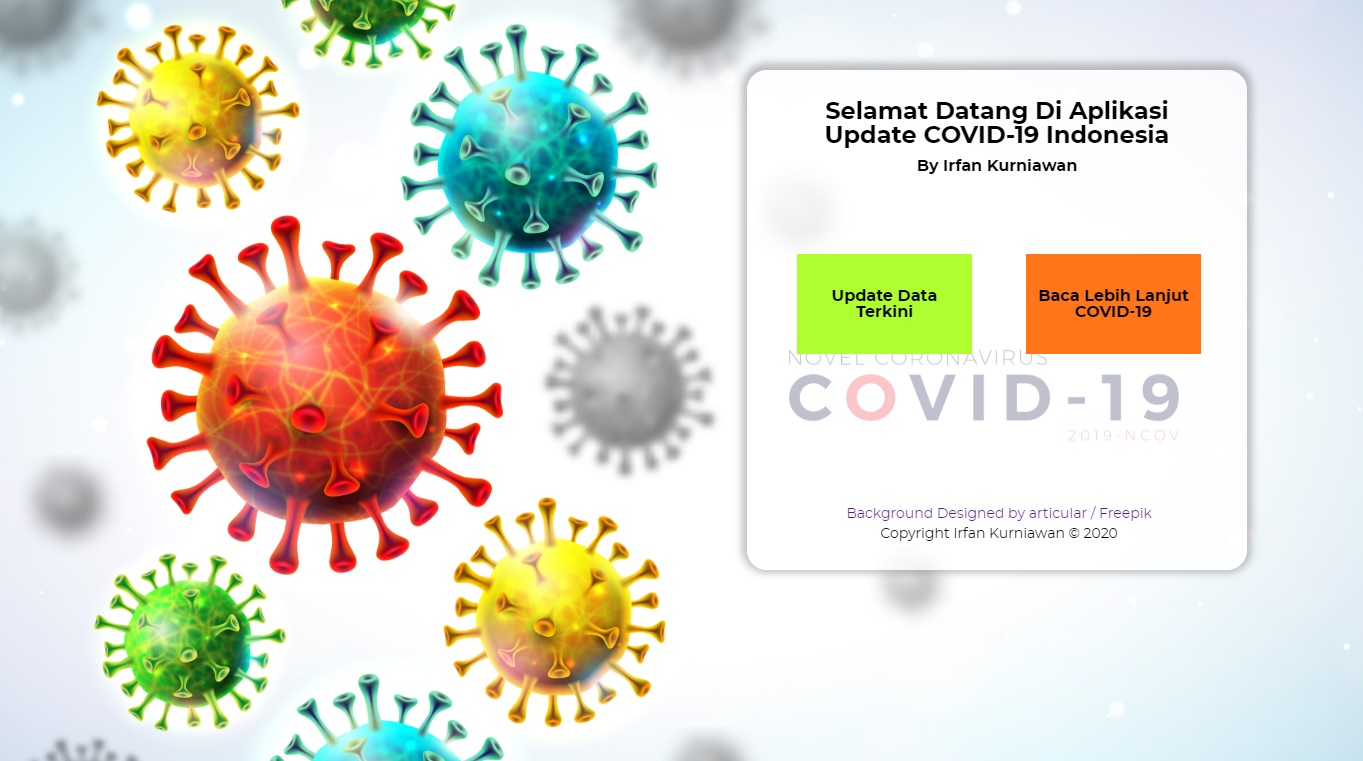 Selamat Datang Di Aplikasi
Update COVID-19 Indonesia
By Irfan Kurniawan
Update Data
Terkini
Baca Lebih Lanjut
COVID-19
NOVEL CORONAVIRUS
COVID-19
2019-NCOV
Background Designed by articular / Freepik
Copyright Irfan Kurniawan © 2020